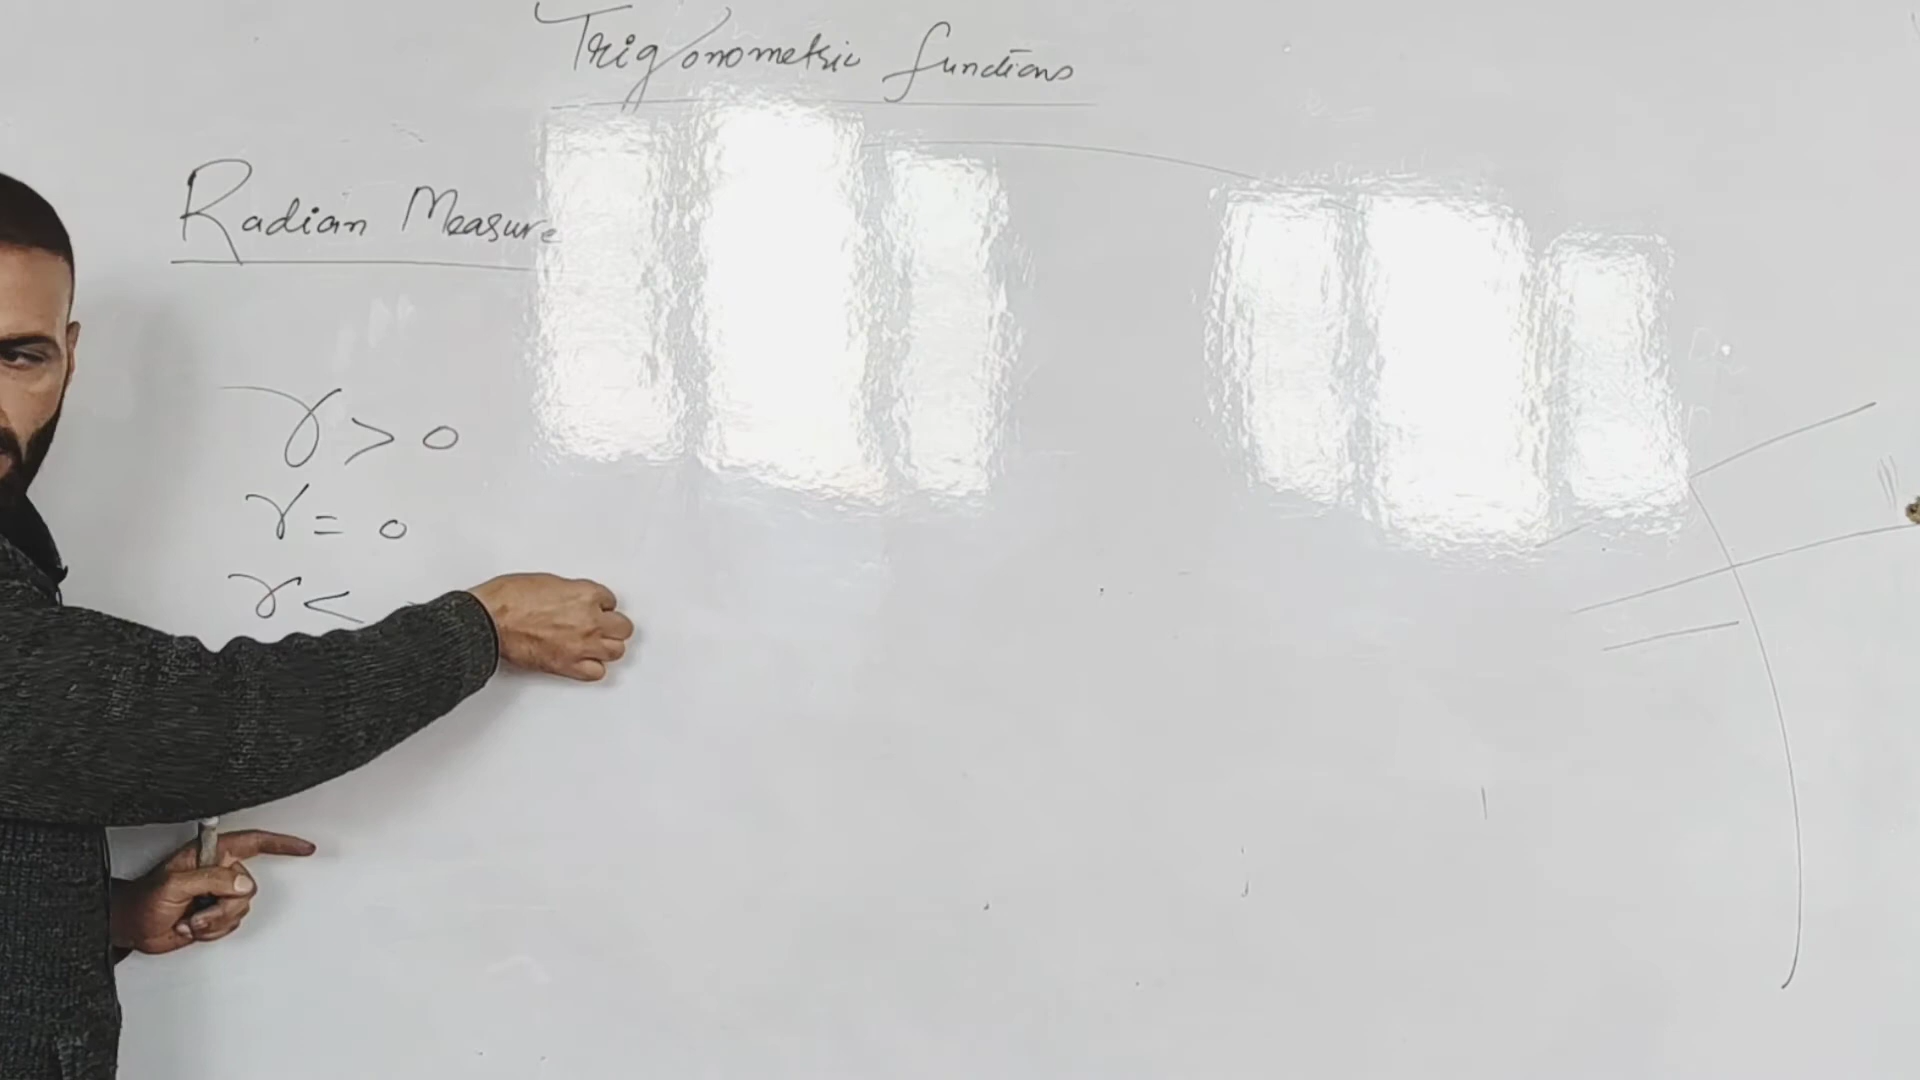 Trigonometric functions
Radian Measure
r > 0
r = 0
r <